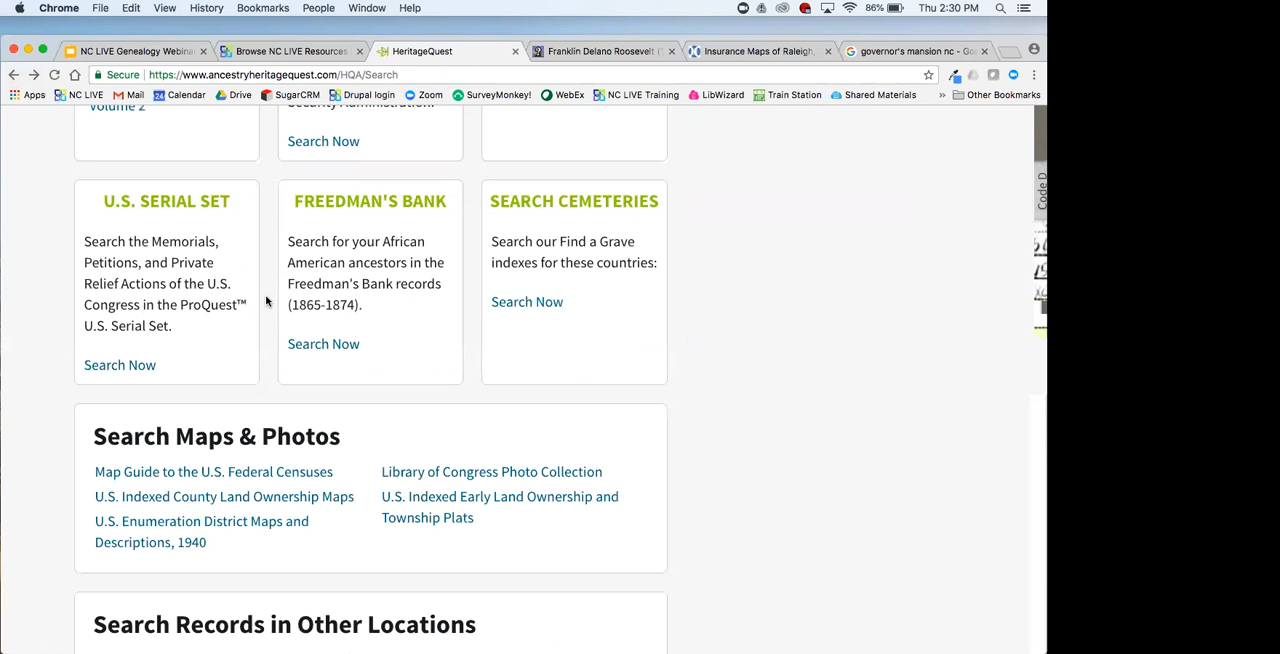 Chrome File Edit View History Bookmarks People Window Help 86% Thu 2:30 PM
NC LIVE Genealogy Webina Browse NC LIVE Resources HeritageQuest Franklin Delano Roosevelt (T Insurance Maps of Raleigh, governor's mansion nc - Go
Secure https://www.ancestryheritagequest.com/HQA/Search
Apps NC LIVE Mail 24 Calendar Drive SugarCRM Drupal login Zoom SurveyMonkey! WebEx NC LIVE Training LibWizard Train Station Shared Materials » Other Bookmarks
Volume 2
Security Administration.
Search Now
U.S. SERIAL SET
Search the Memorials,
Petitions, and Private
Relief Actions of the U.S.
Congress in the ProQuest™
U.S. Serial Set.
Search Now
FREEDMAN'S BANK
Search for your African
American ancestors in the
Freedman's Bank records
(1865-1874).
Search Now
SEARCH CEMETERIES
Search our Find a Grave
indexes for these countries:
Search Now
Code D
Search Maps & Photos
Map Guide to the U.S. Federal Censuses
U.S. Indexed County Land Ownership Maps
U.S. Enumeration District Maps and
Descriptions, 1940
Library of Congress Photo Collection
U.S. Indexed Early Land Ownership and
Township Plats
Search Records in Other Locations